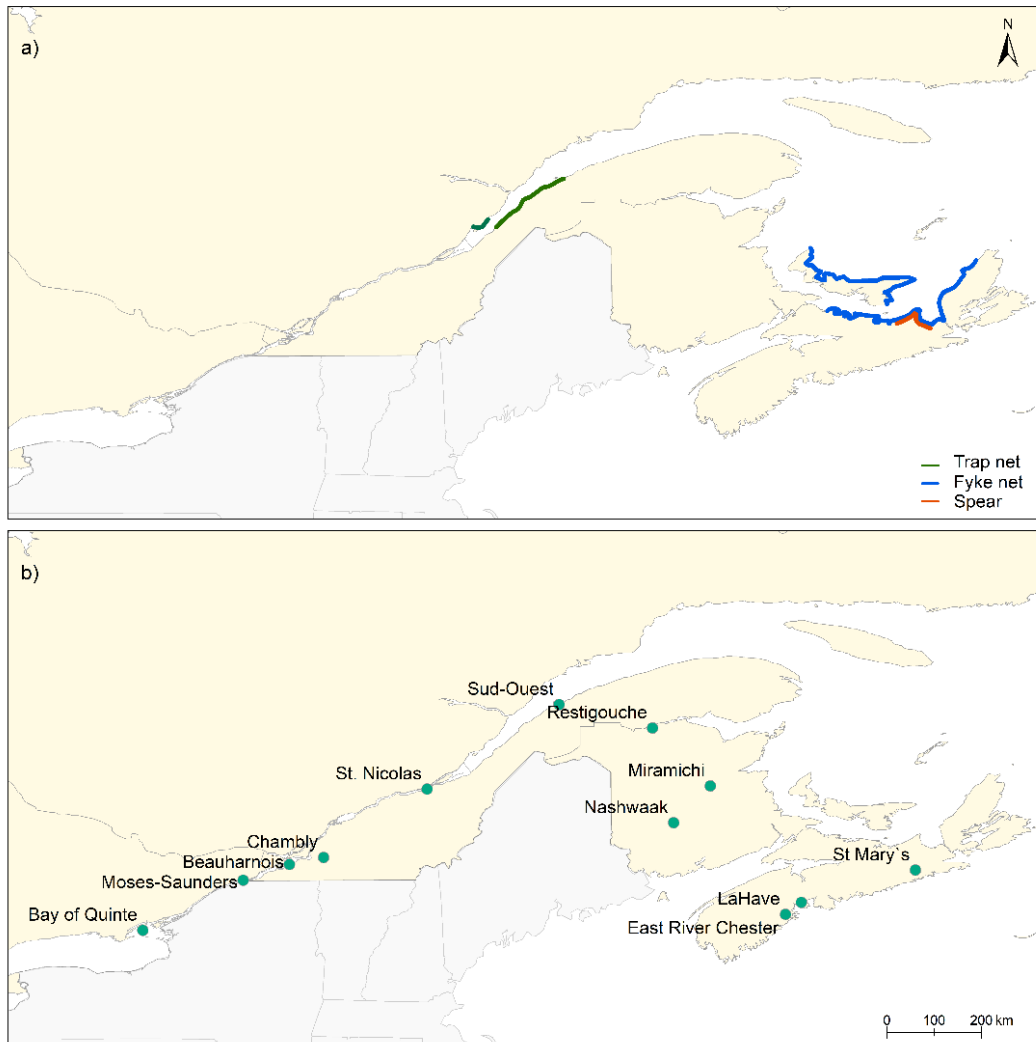 a)
N
Trap net
Fyke net
Spear
b)
Sud-Ouest
Restigouche
St. Nicolas
Miramichi
Nashwaak
Chambly
Beauharnois
Moses-Saunders
St Mary`s
Bay of Quinte
LaHave
East River Chester
0 100 200 km